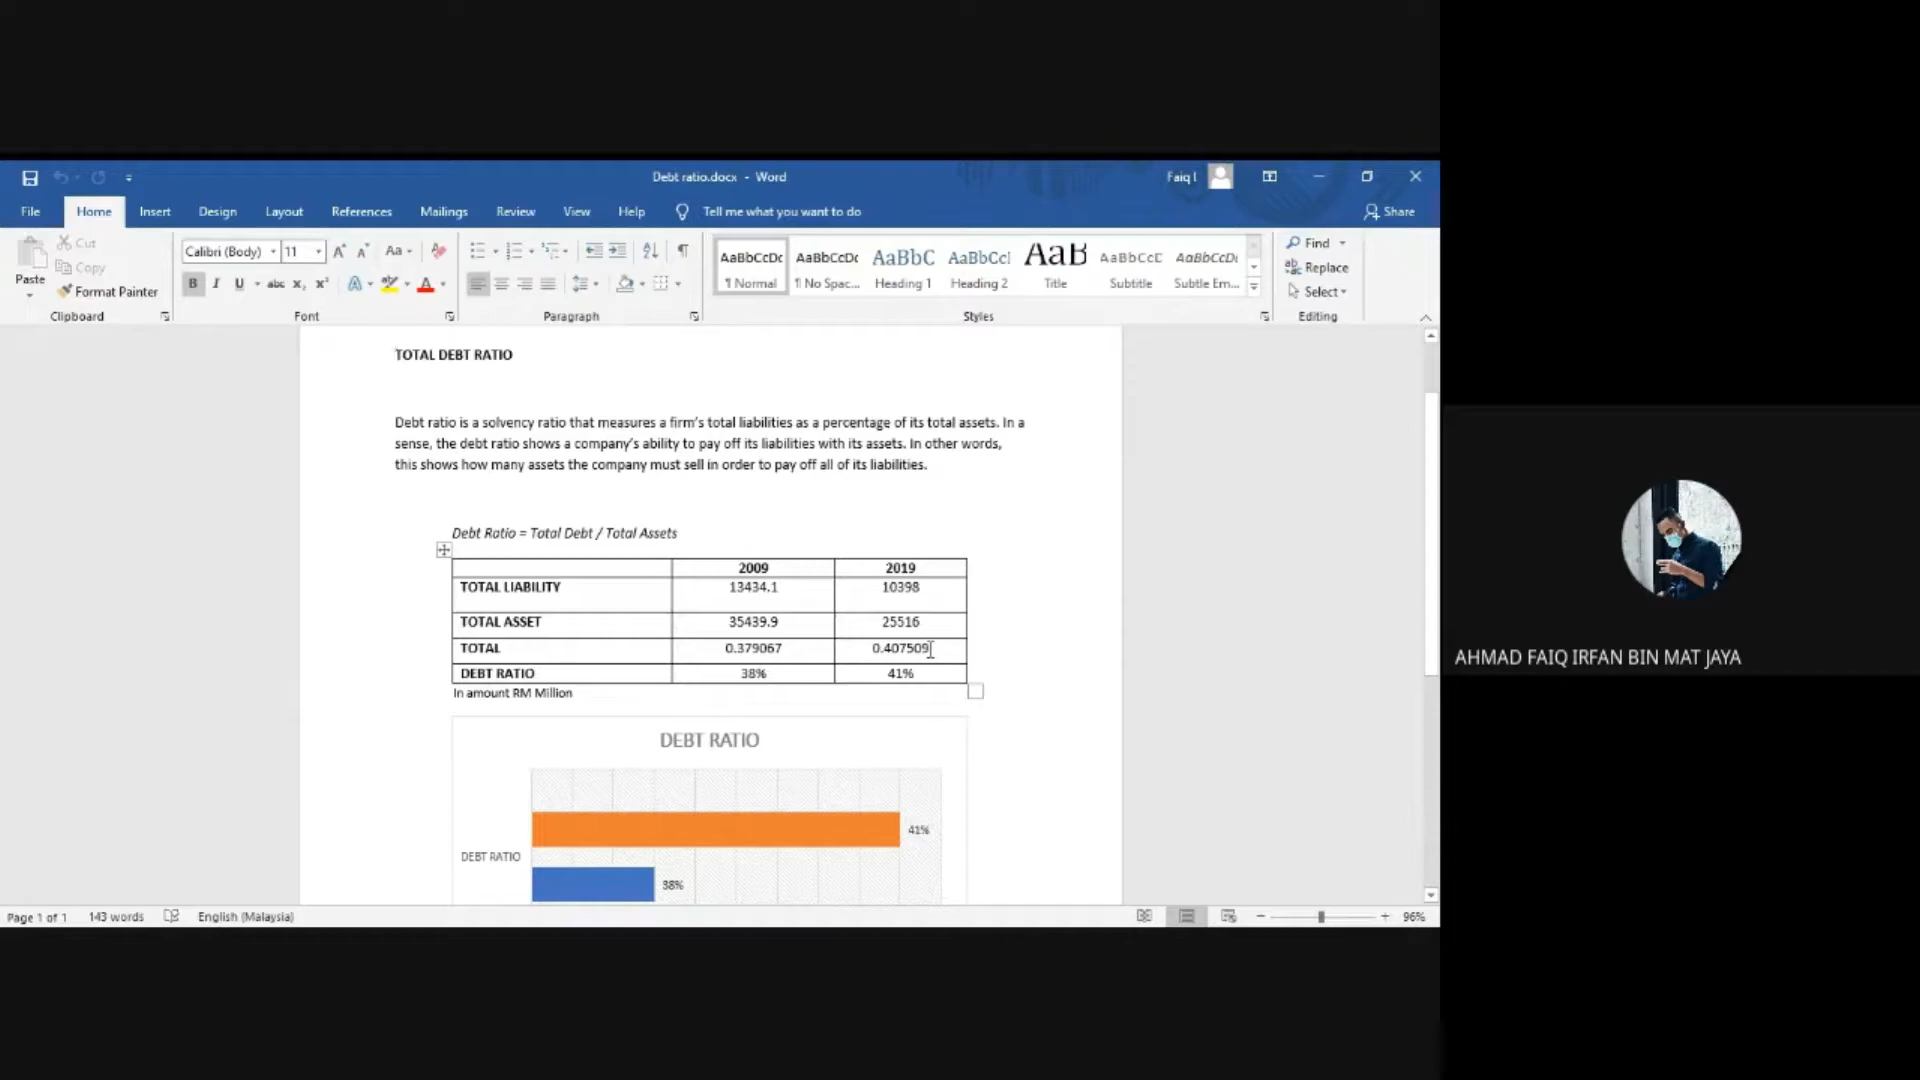 Debt ratio.docx - Word
Faiq I
File Home Insert Design Layout References Mailings Review View Help Tell me what you want to do Share
Paste
Cut
Copy
Format Painter
Clipboard
Calibri (Body) 11
Font
Paragraph
AaBbCcDc AaBbCcDc AaBbC AaBbCcI AaB AaBbCcD AaBbCcDi
¶ Normal ¶ No Spac... Heading 1 Heading 2 Title Subtitle Subtle Em...
Styles
Find
Replace
Select
Editing
TOTAL DEBT RATIO
Debt ratio is a solvency ratio that measures a firm's total liabilities as a percentage of its total assets. In a
sense, the debt ratio shows a company's ability to pay off its liabilities with its assets. In other words,
this shows how many assets the company must sell in order to pay off all of its liabilities.
Debt Ratio = Total Debt / Total Assets
2009 2019
TOTAL LIABILITY 13434.1 10398
TOTAL ASSET 35439.9 25516
TOTAL 0.379067 0.407509
DEBT RATIO 38% 41%
In amount RM Million
DEBT RATIO
41%
DEBT RATIO
38%
Page 1 of 1 143 words English (Malaysia) 96%
AHMAD FAIQ IRFAN BIN MAT JAYA